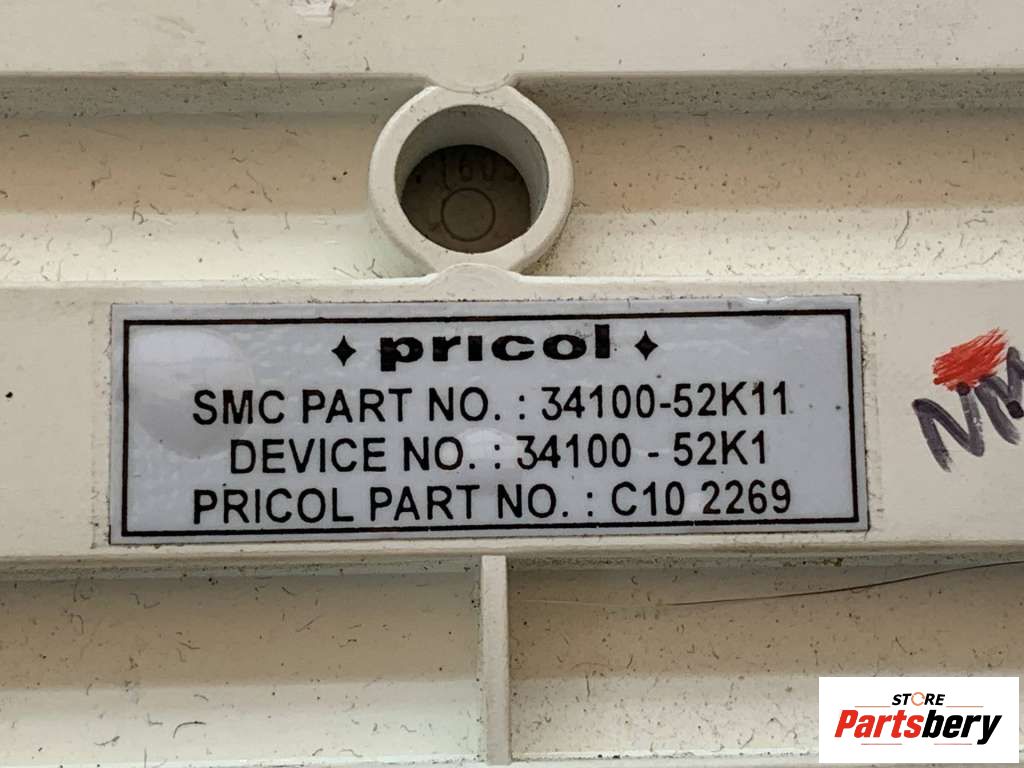 ✦ pricol ✦
SMC PART NO. : 34100-52K11
DEVICE NO. : 34100 - 52K1
PRICOL PART NO. : C10 2269
STORE
Partsbery